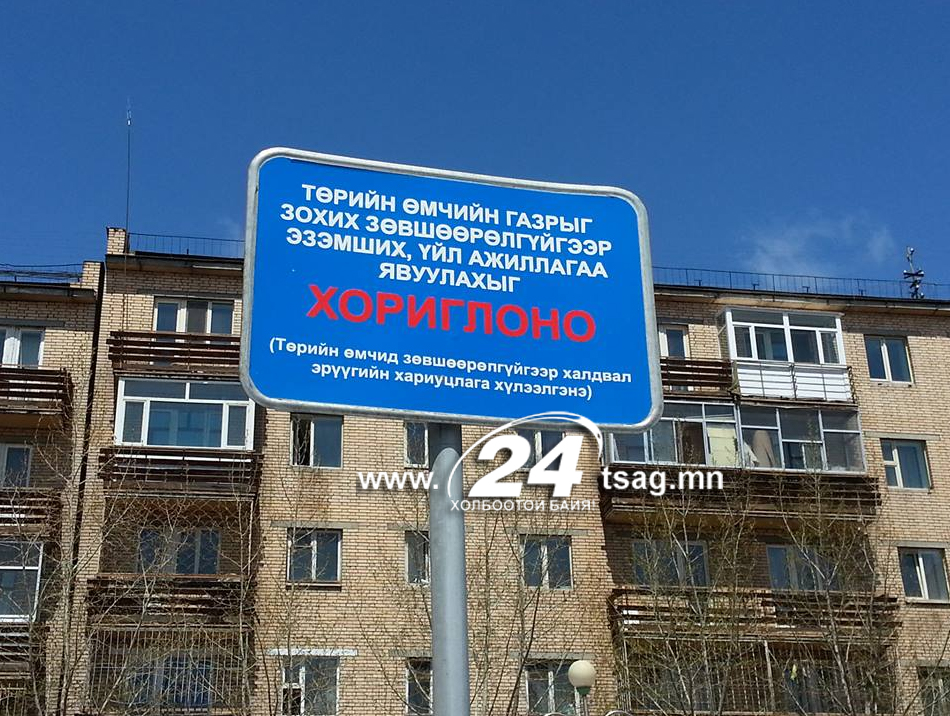 ТӨРИЙН ӨМЧИЙН ГАЗРЫГ
ЗОХИХ ЗӨВШӨӨРӨЛГҮЙГЭЭР
ЭЗЭМШИХ, ҮЙЛ АЖИЛЛАГАА
ЯВУУЛАХЫГ
ХОРИГЛОНО
(Төрийн өмчид зөвшөөрөлгүйгээр халдвал
эрүүгийн хариуцлага хүлээлгэнэ)
www.24tsag.mn
ХОЛБООТОЙ БАЙЯ